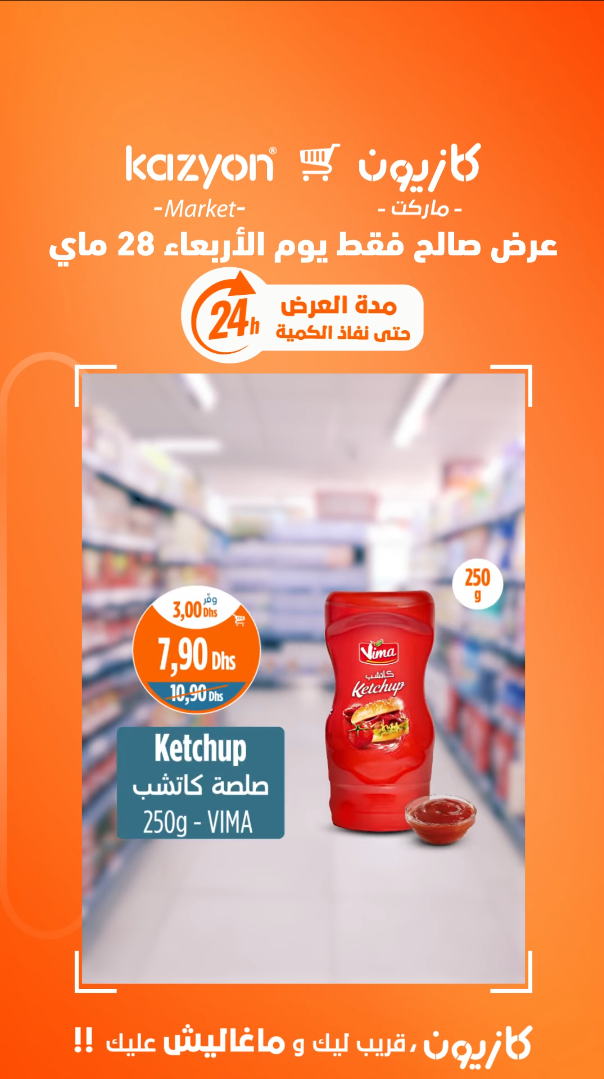 kazyon® كازيون
-Market- - ماركت -
عرض صالح فقط يوم الأربعاء 28 ماي
24h
مدة العرض
حتى نفاذ الكمية
250
g
وفّر
3,00 Dhs
7,90 Dhs
10,90 Dhs
Vima
كاتشب
Ketchup
Ketchup
صلصة كاتشب
250g - VIMA
كازيون، قريب ليك و ماغاليش عليك !!